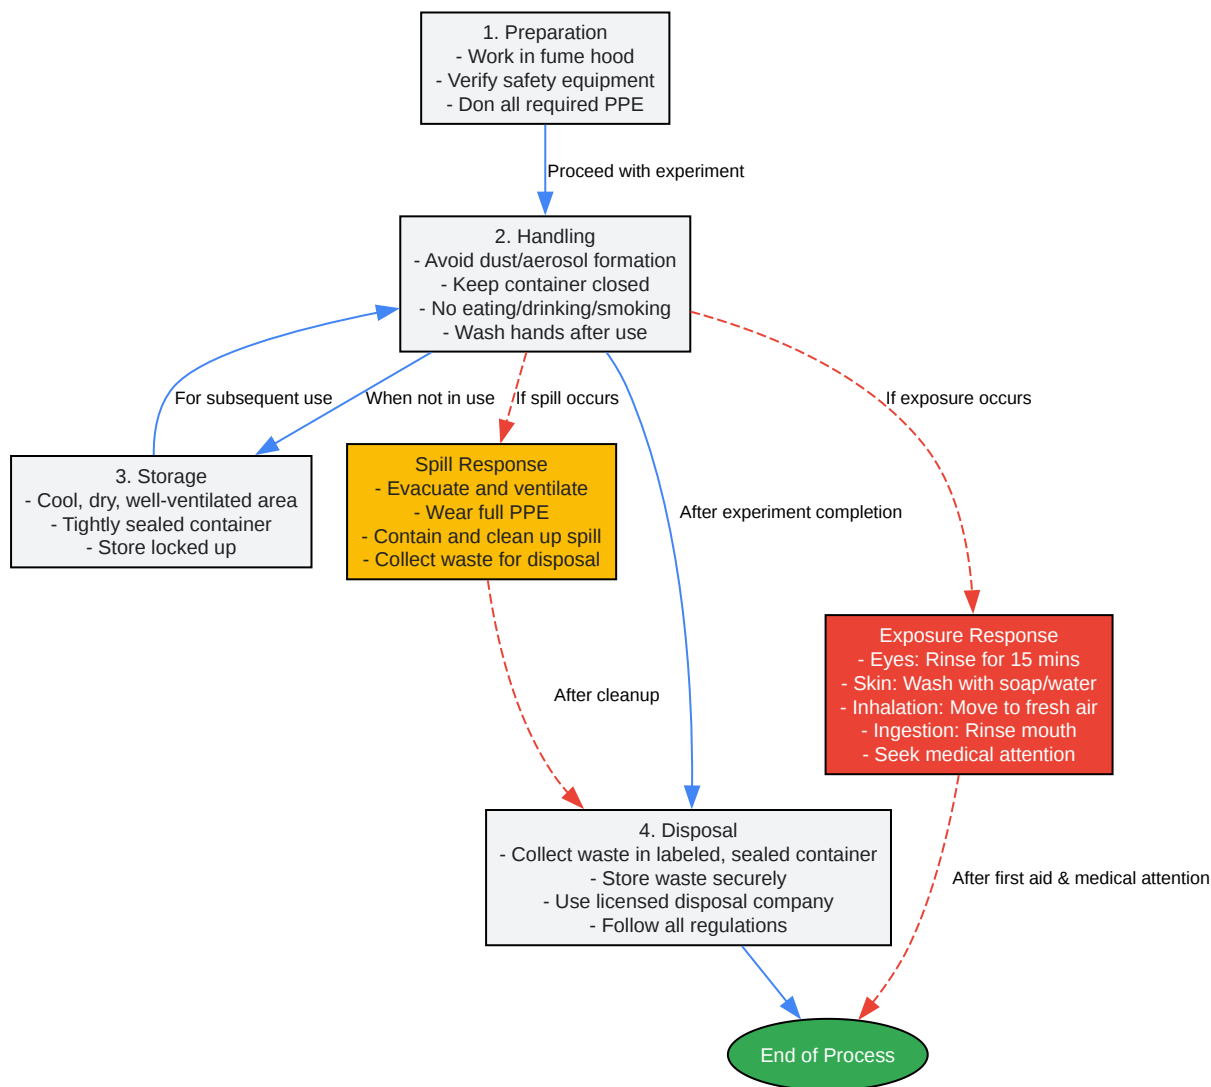 1. Preparation
- Work in fume hood
- Verify safety equipment
- Don all required PPE
Proceed with experiment
2. Handling
- Avoid dust/aerosol formation
- Keep container closed
- No eating/drinking/smoking
- Wash hands after use
For subsequent use
When not in use
If spill occurs
If exposure occurs
3. Storage
- Cool, dry, well-ventilated area
- Tightly sealed container
- Store locked up
Spill Response
- Evacuate and ventilate
- Wear full PPE
- Contain and clean up spill
- Collect waste for disposal
After experiment completion
Exposure Response
- Eyes: Rinse for 15 mins
- Skin: Wash with soap/water
- Inhalation: Move to fresh air
- Ingestion: Rinse mouth
- Seek medical attention
After cleanup
4. Disposal
- Collect waste in labeled, sealed container
- Store waste securely
- Use licensed disposal company
- Follow all regulations
After first aid & medical attention
End of Process